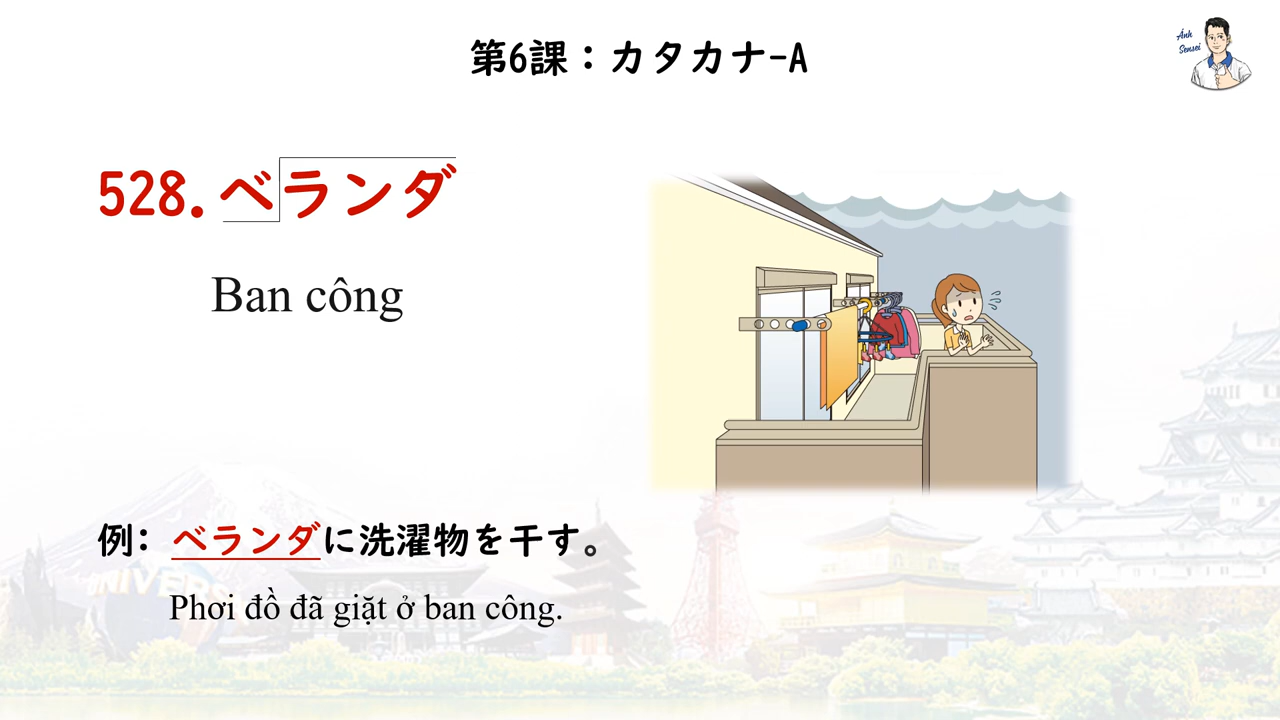 第6課：カタカナ-A
Anh
Sensei
528. ベランダ
Ban công
例: ベランダに洗濯物を干す。
Phơi đồ đã giặt ở ban công.
UNIVERS